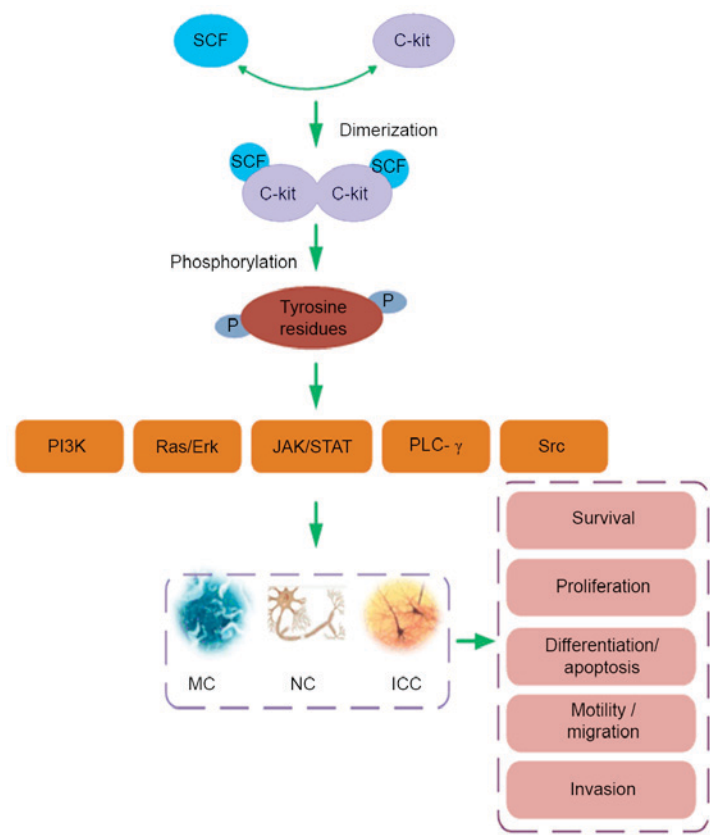 SCF
C-kit
Dimerization
SCF
SCF
C-kit
C-kit
Phosphorylation
P
Tyrosine
residues
P
PI3K
Ras/Erk
JAK/STAT
PLC- γ
Src
MC
NC
ICC
Survival
Proliferation
Differentiation/
apoptosis
Motility /
migration
Invasion